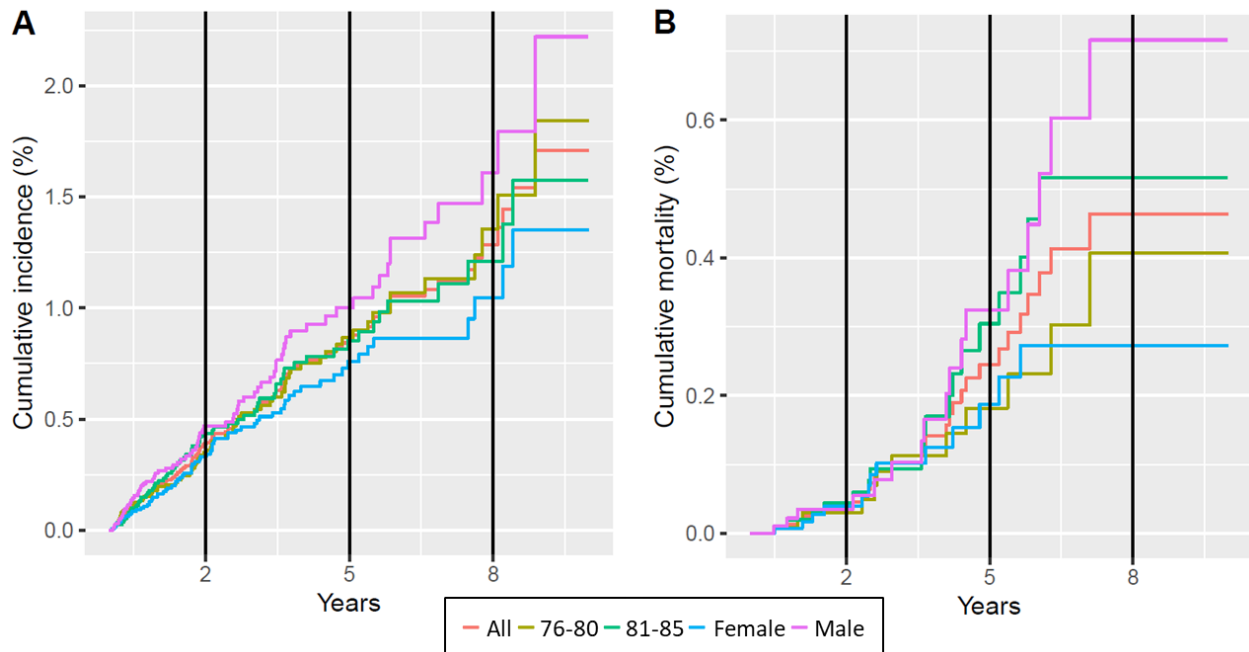 A
Cumulative incidence (%)
2.0
1.5
1.0
0.5
0.0
2 5 8
Years
B
Cumulative mortality (%)
0.6
0.4
0.2
0.0
2 5 8
Years
All 76-80 81-85 Female Male